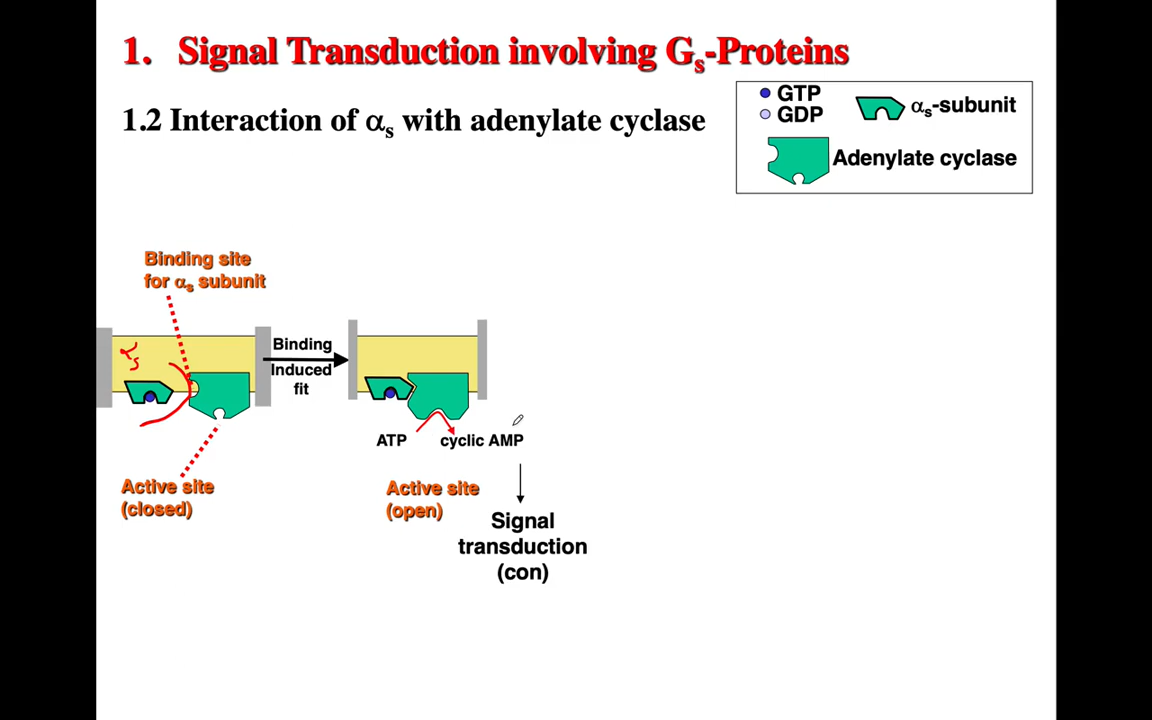 1. Signal Transduction involving Gs-Proteins
1.2 Interaction of αs with adenylate cyclase
GTP
GDP
αs-subunit
Adenylate cyclase
Binding site
for αs subunit
αs
Binding
Induced
fit
ATP
cyclic AMP
Active site
(closed)
Active site
(open)
Signal
transduction
(con)